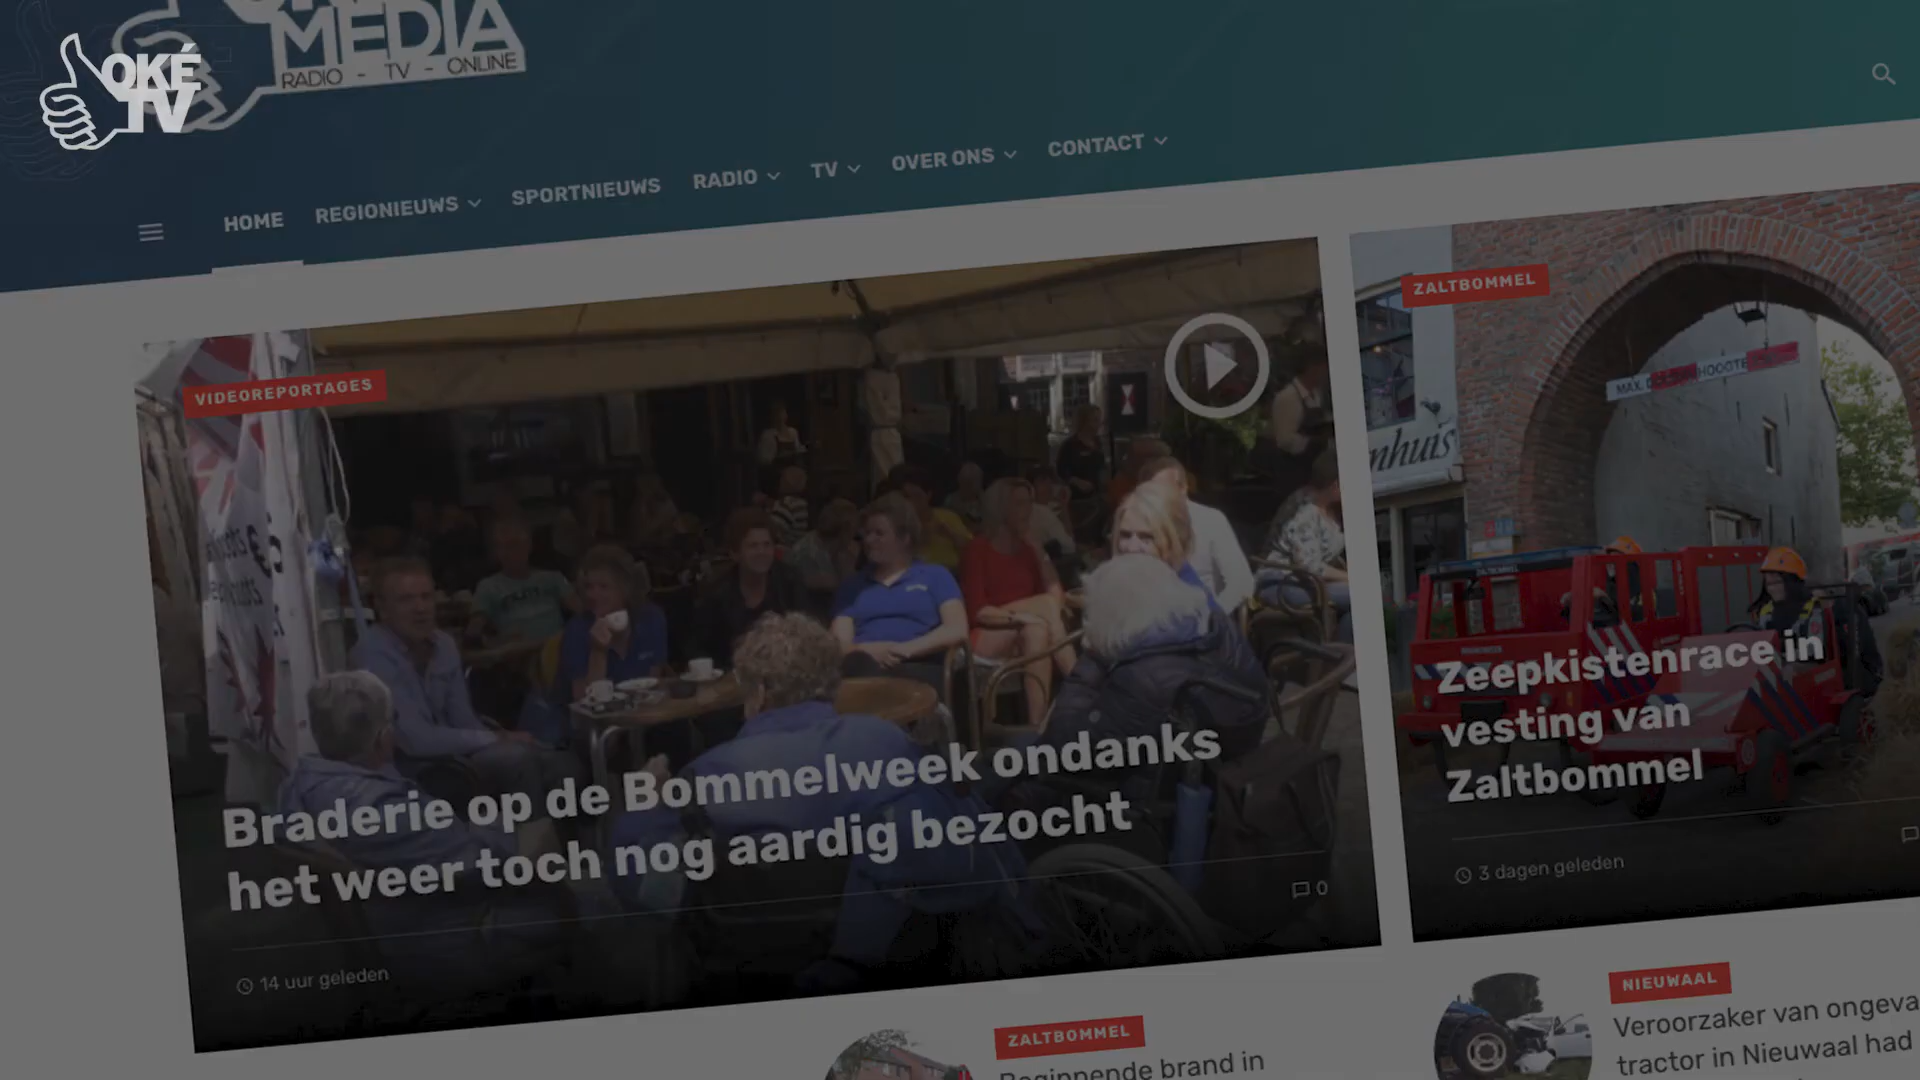 MEDIA
RADIO - TV - ONLINE
OKÉ
TV
HOME
REGIONIEUWS
SPORTNIEUWS
RADIO
TV
OVER ONS
CONTACT
VIDEOREPORTAGES
Braderie op de Bommelweek ondanks
het weer toch nog aardig bezocht
14 uur geleden
0
ZALTBOMMEL
nhuis
Zeepkistenrace in
vesting van
Zaltbommel
3 dagen geleden
ZALTBOMMEL
Beginnende brand in
NIEUWAAL
Veroorzaker van ongeva
tractor in Nieuwaal had